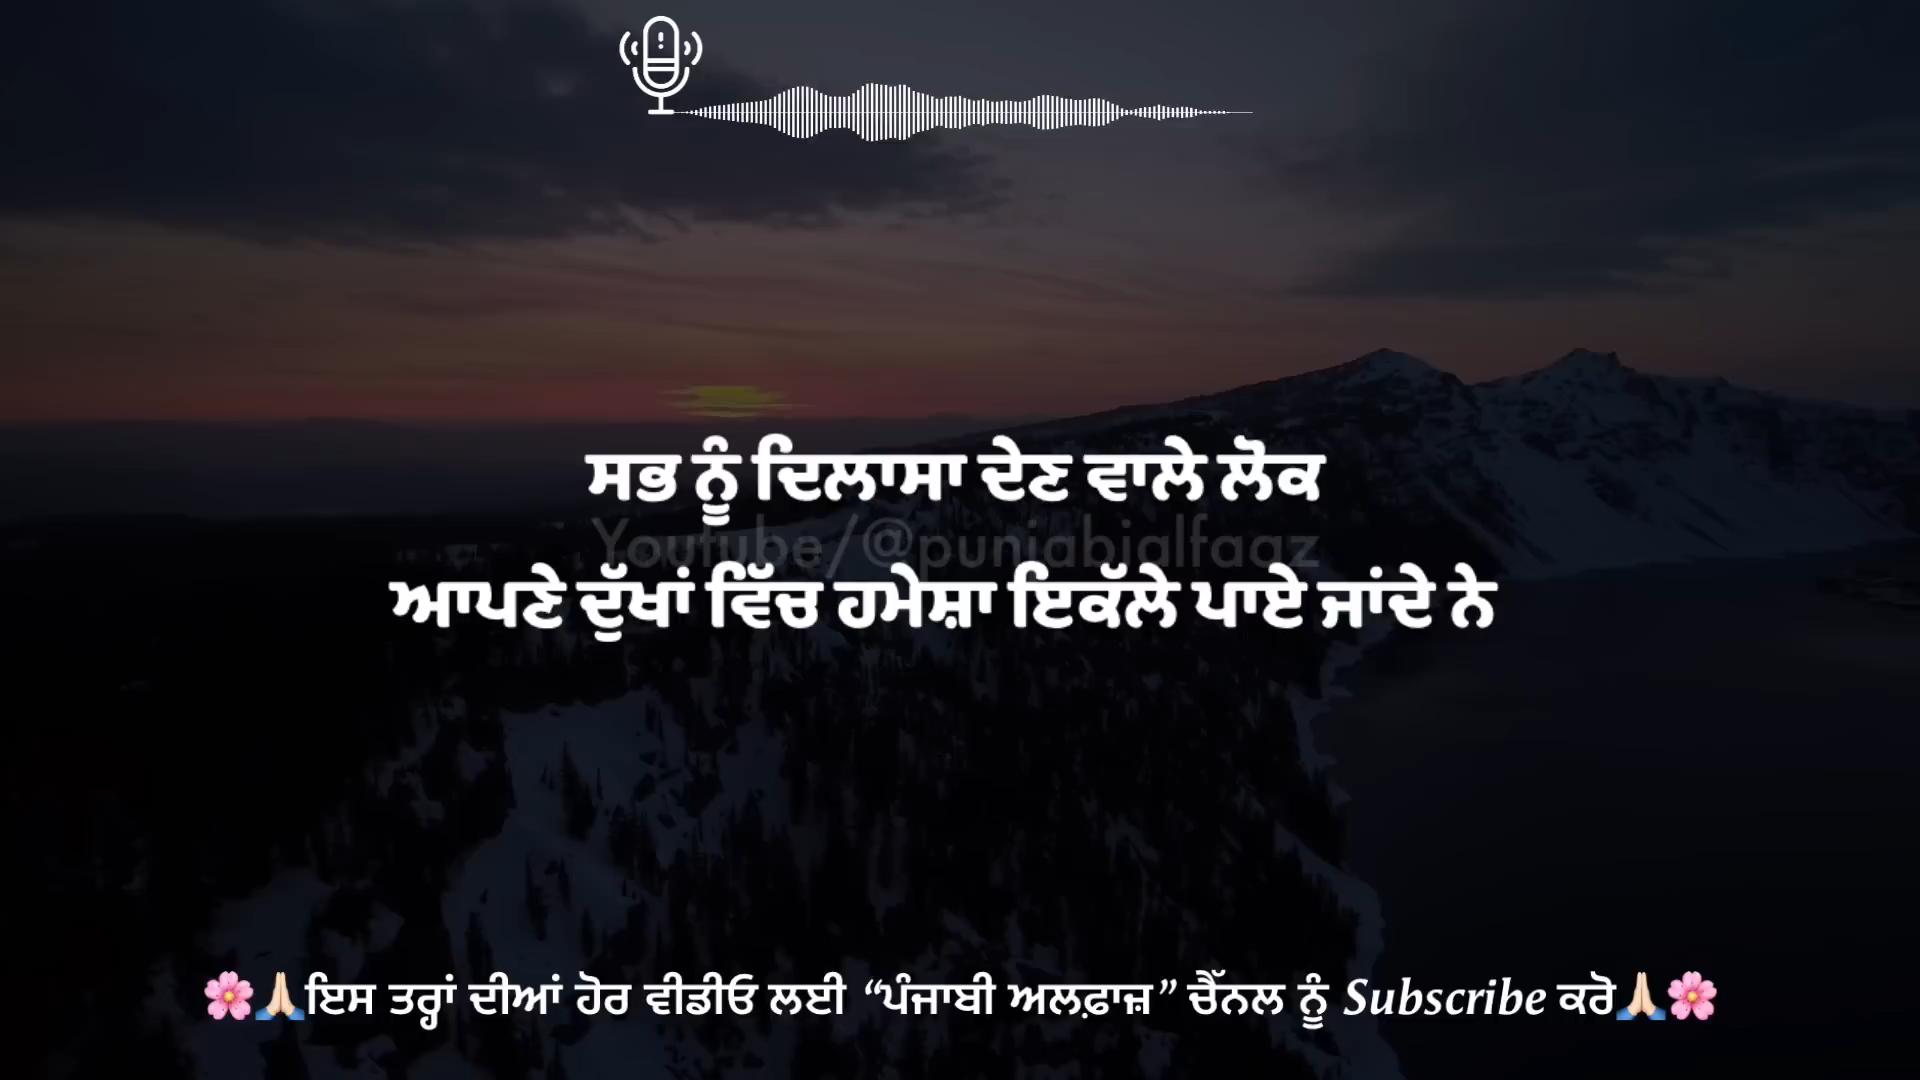 ਸਭ ਨੂੰ ਦਿਲਾਸਾ ਦੇਣ ਵਾਲੇ ਲੋਕ
Youtube/@punjabialfaaz
ਆਪਣੇ ਦੁੱਖਾਂ ਵਿੱਚ ਹਮੇਸ਼ਾ ਇਕੱਲੇ ਪਾਏ ਜਾਂਦੇ ਨੇ
🌸🙏🏻ਇਸ ਤਰ੍ਹਾਂ ਦੀਆਂ ਹੋਰ ਵੀਡੀਓ ਲਈ “ਪੰਜਾਬੀ ਅਲਫ਼ਾਜ਼” ਚੈੱਨਲ ਨੂੰ Subscribe ਕਰੋ🙏🏻🌸